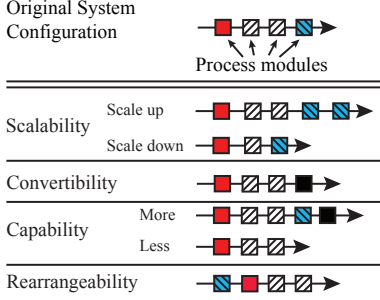 Original System
Configuration
Process modules
Scale up
Scalability
Scale down
Convertibility
More
Capability
Less
Rearrangeability